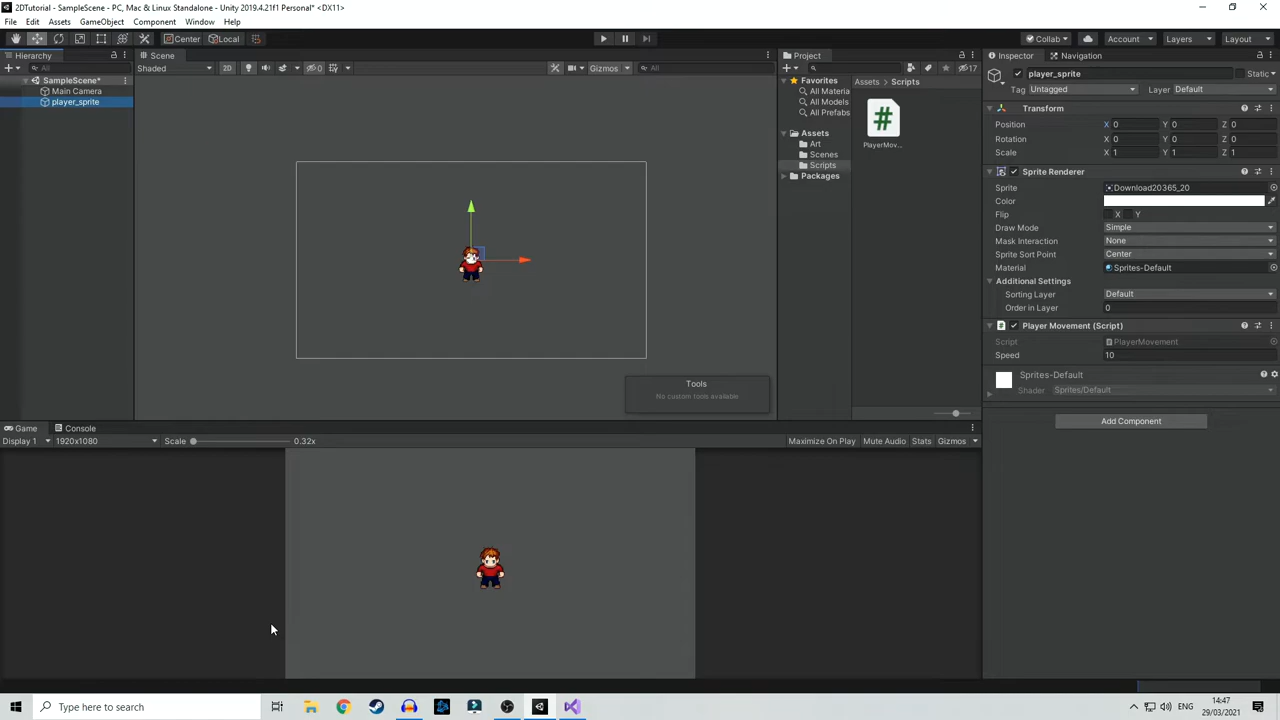 2DTutorial - SampleScene - PC, Mac & Linux Standalone - Unity 2019.4.21f1 Personal* <DX11>
File Edit Assets GameObject Component Window Help
Center Local Collab Account Layers Layout
Hierarchy
All
SampleScene*
Main Camera
player_sprite
Scene
Shaded 2D 0 Gizmos All
Tools
No custom tools available
Project
17
Favorites
All Materia
All Models
All Prefabs
Assets
Art
Scenes
Scripts
Packages
Assets > Scripts
#
PlayerMov...
Inspector Navigation
player_sprite Static
Tag Untagged Layer Default
Transform
Position X 0 Y 0 Z 0
Rotation X 0 Y 0 Z 0
Scale X 1 Y 1 Z 1
Sprite Renderer
Sprite Download20365_20
Color
Flip X Y
Draw Mode Simple
Mask Interaction None
Sprite Sort Point Center
Material Sprites-Default
Additional Settings
Sorting Layer Default
Order in Layer 0
# Player Movement (Script)
Script PlayerMovement
Speed 10
Sprites-Default
Shader Sprites/Default
Add Component
Game Console
Display 1 1920x1080 Scale 0.32x Maximize On Play Mute Audio Stats Gizmos
Type here to search
ENG
14:47
29/03/2021